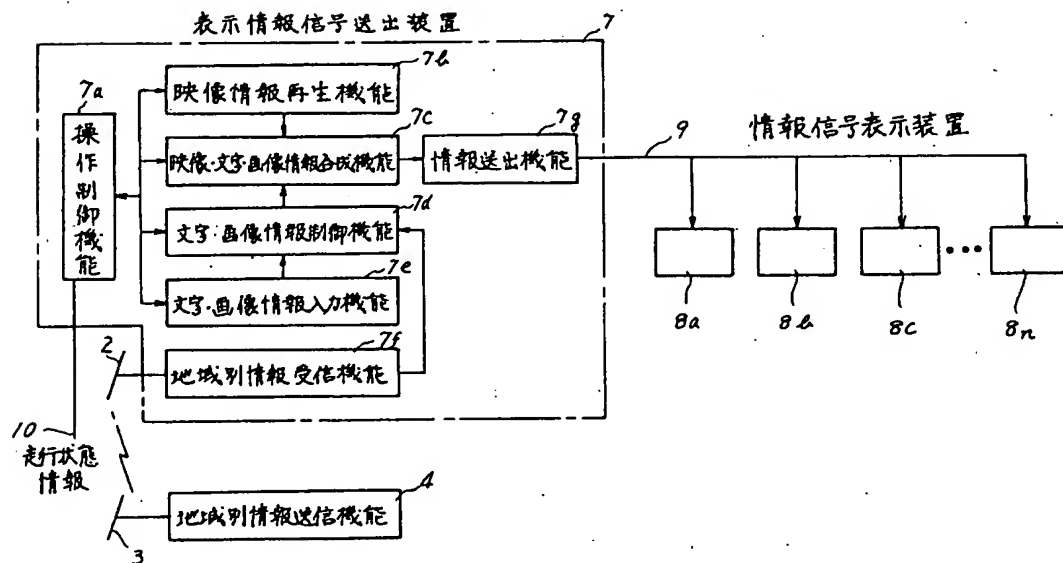 表示情報信号送出装置
7
7a
操作制御機能
7b
映像情報再生機能
7c
映像・文字・画像情報合成機能
7d
文字・画像情報制御機能
7e
文字・画像情報入力機能
7f
地域別情報受信機能
7g
情報送出機能
9
情報信号表示装置
8a
8b
8c
8n
2
10
走行状態
情報
3
4
地域別情報送信機能